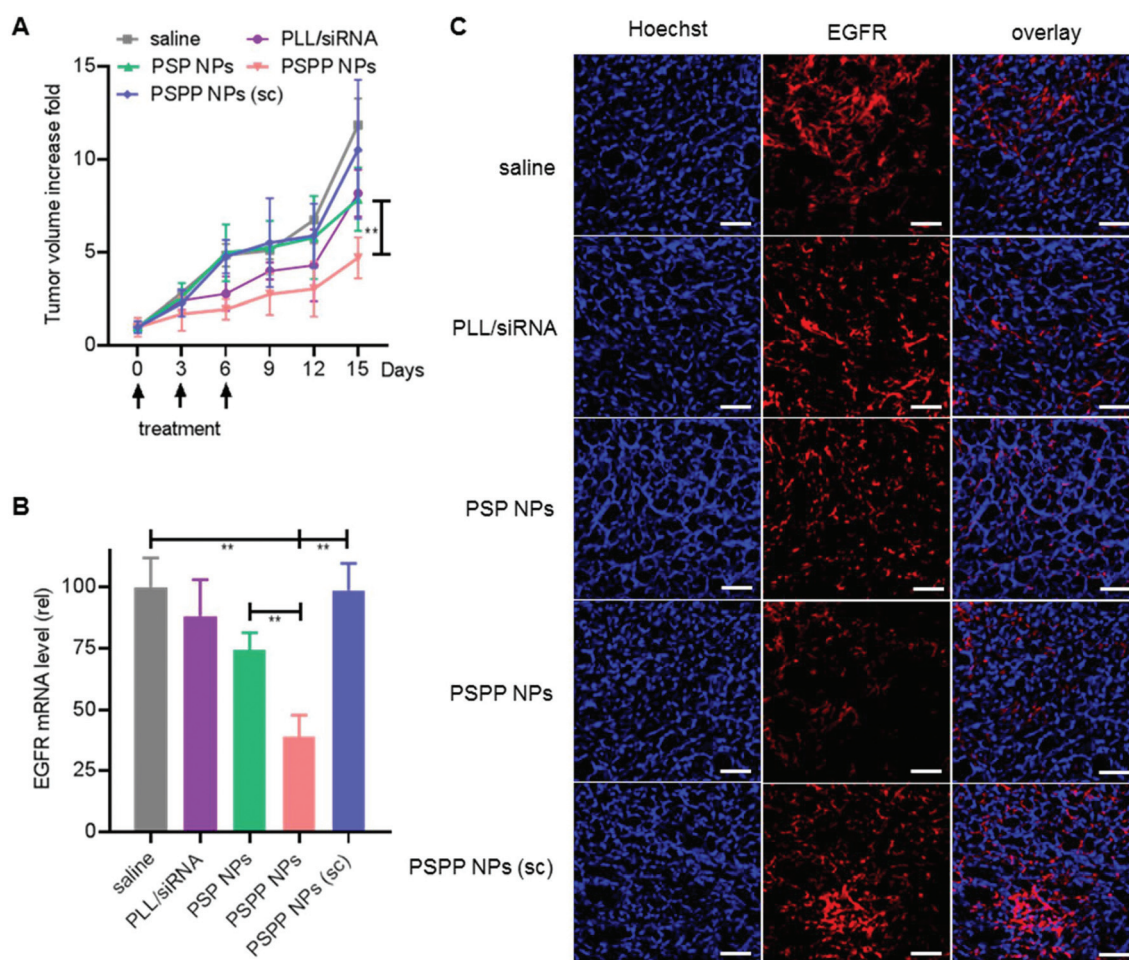 A
saline
PLL/siRNA
PSP NPs
PSPP NPs
PSPP NPs (sc)
Tumor volume increase fold
15
10
5
0
**
0 3 6 9 12 15 Days
treatment
B
EGFR mRNA level (rel)
100
75
50
25
0
**
**
**
saline
PLL/siRNA
PSP NPs
PSPP NPs
PSPP NPs (sc)
C
Hoechst EGFR overlay
saline
PLL/siRNA
PSP NPs
PSPP NPs
PSPP NPs (sc)